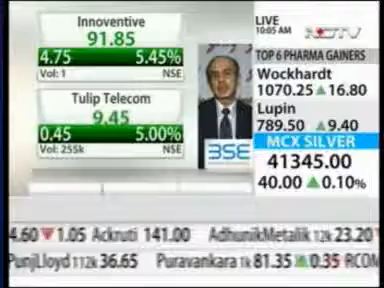 Innoventive
91.85
4.75 5.45%
Vol: 1 NSE
Tulip Telecom
9.45
0.45 5.00%
Vol: 255k NSE
BSE
LIVE
10:05 AM NDTV
TOP 6 PHARMA GAINERS
Wockhardt
1070.25 ▲ 16.80
Lupin
789.50 ▲ 9.40
MCX SILVER
41345.00
40.00 ▲ 0.10%
4.60 ▼ 1.05 Ackruti 141.00 AdhunikMetalik 12k 23.20
PunjLloyd 112k 36.65 Puravankara 1k 81.35 ▲ 0.35 RCOM